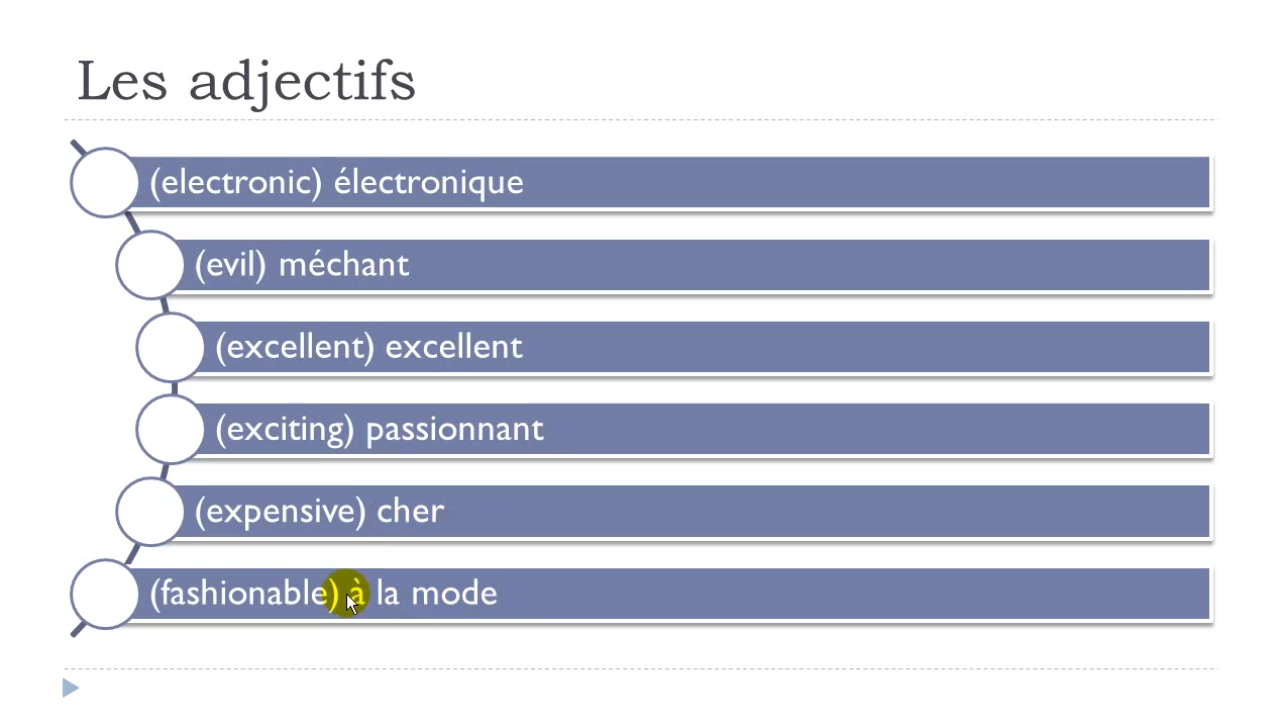 Les adjectifs
(electronic) électronique
(evil) méchant
(excellent) excellent
(exciting) passionnant
(expensive) cher
(fashionable) à la mode